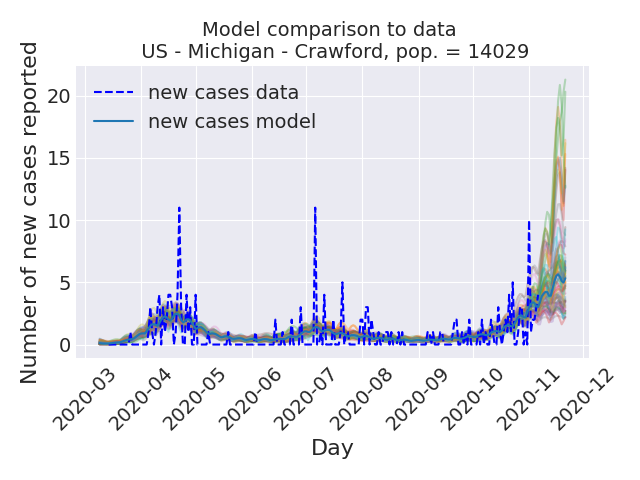 Model comparison to data
US - Michigan - Crawford, pop. = 14029
Number of new cases reported
20
15
10
5
0
new cases data
new cases model
2020-03
2020-04
2020-05
2020-06
2020-07
2020-08
2020-09
2020-10
2020-11
2020-12
Day